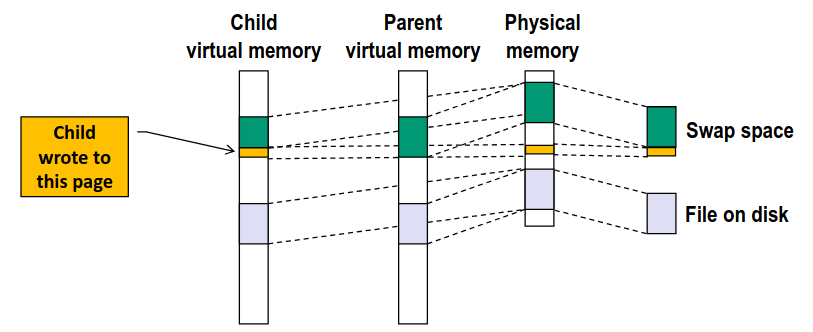 Child
virtual memory
Parent
virtual memory
Physical
memory
Child
wrote to
this page
Swap space
File on disk